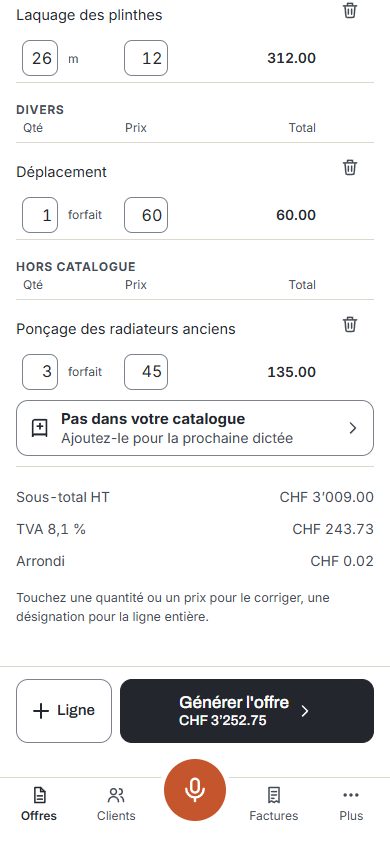 Laquage des plinthes
26 m 12 312.00
DIVERS
Qté Prix Total
Déplacement
1 forfait 60 60.00
HORS CATALOGUE
Qté Prix Total
Ponçage des radiateurs anciens
3 forfait 45 135.00
Pas dans votre catalogue
Ajoutez-le pour la prochaine dictée
Sous-total HT CHF 3’009.00
TVA 8,1 % CHF 243.73
Arrondi CHF 0.02
Touchez une quantité ou un prix pour le corriger, une
désignation pour la ligne entière.
Ligne
Générer l'offre
CHF 3’252.75
Offres Clients Factures Plus